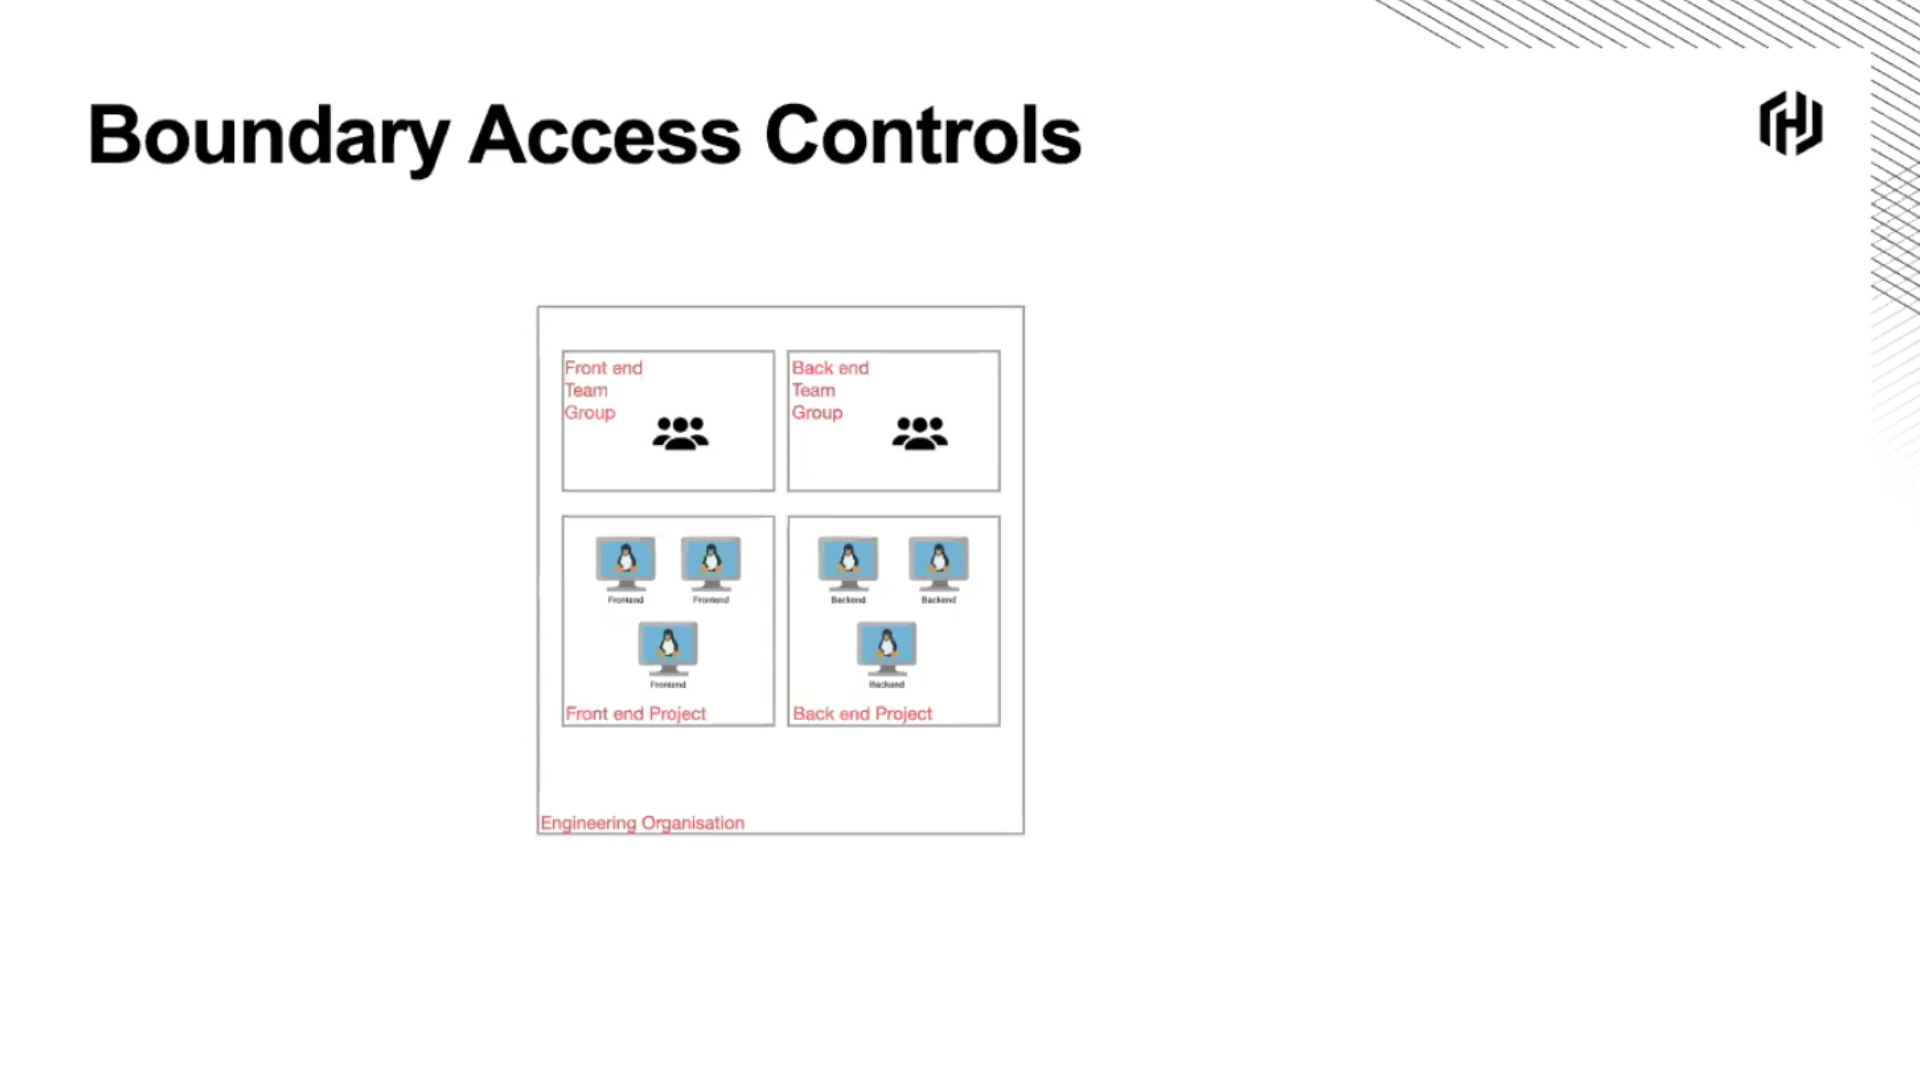 Boundary Access Controls
Front end
Team
Group
Back end
Team
Group
Frontend
Frontend
Frontend
Front end Project
Backend
Backend
Backend
Back end Project
Engineering Organisation